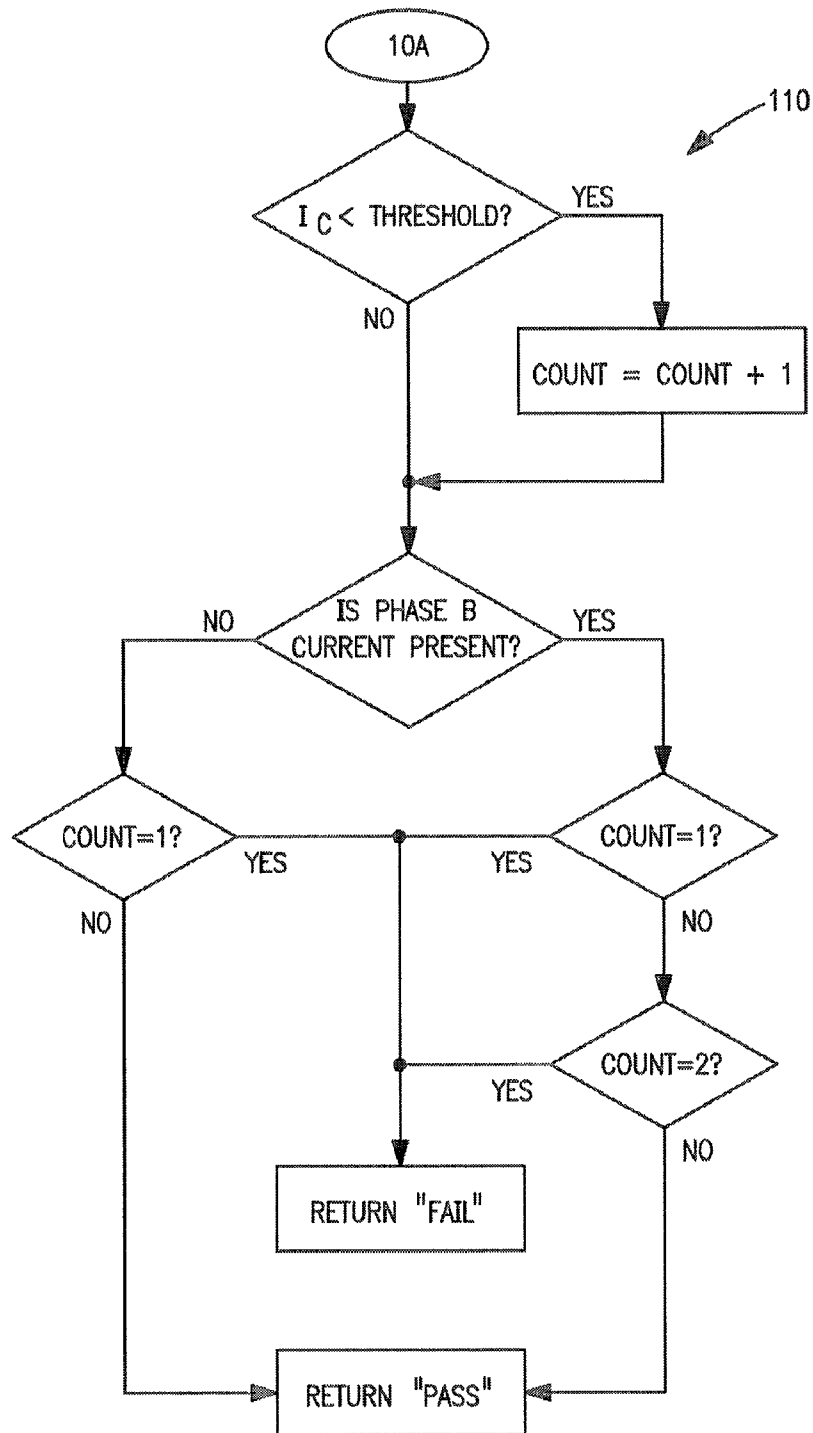 10A
110
I C < THRESHOLD?
YES
NO
COUNT = COUNT + 1
IS PHASE B
CURRENT PRESENT?
NO
YES
COUNT=1?
YES
NO
COUNT=1?
YES
NO
COUNT=2?
YES
NO
RETURN "FAIL"
RETURN "PASS"